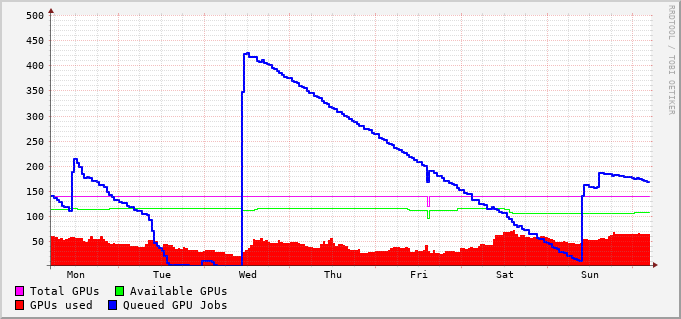 500
450
400
350
300
250
200
150
100
50
Mon Tue Wed Thu Fri Sat Sun
Total GPUs Available GPUs
GPUs used Queued GPU Jobs
RRDTOOL / TOBI OETIKER